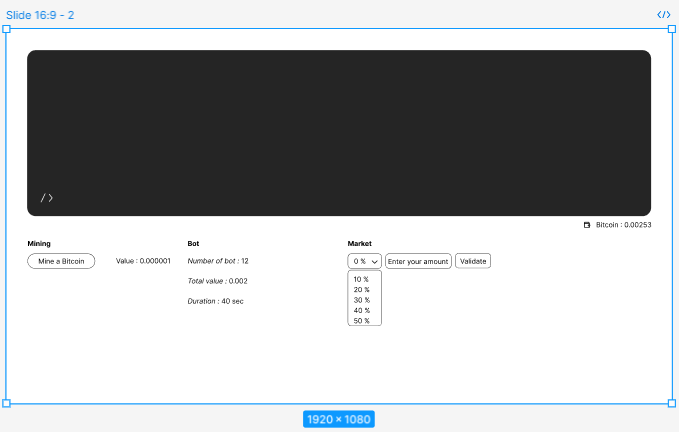 Slide 16:9 - 2
</>
/>
Bitcoin : 0.00253
Mining
Bot
Market
Mine a Bitcoin
Value : 0.000001
Number of bot : 12
0 %
Enter your amount
Validate
Total value : 0.002
10 %
20 %
Duration : 40 sec
30 %
40 %
50 %
1920 × 1080